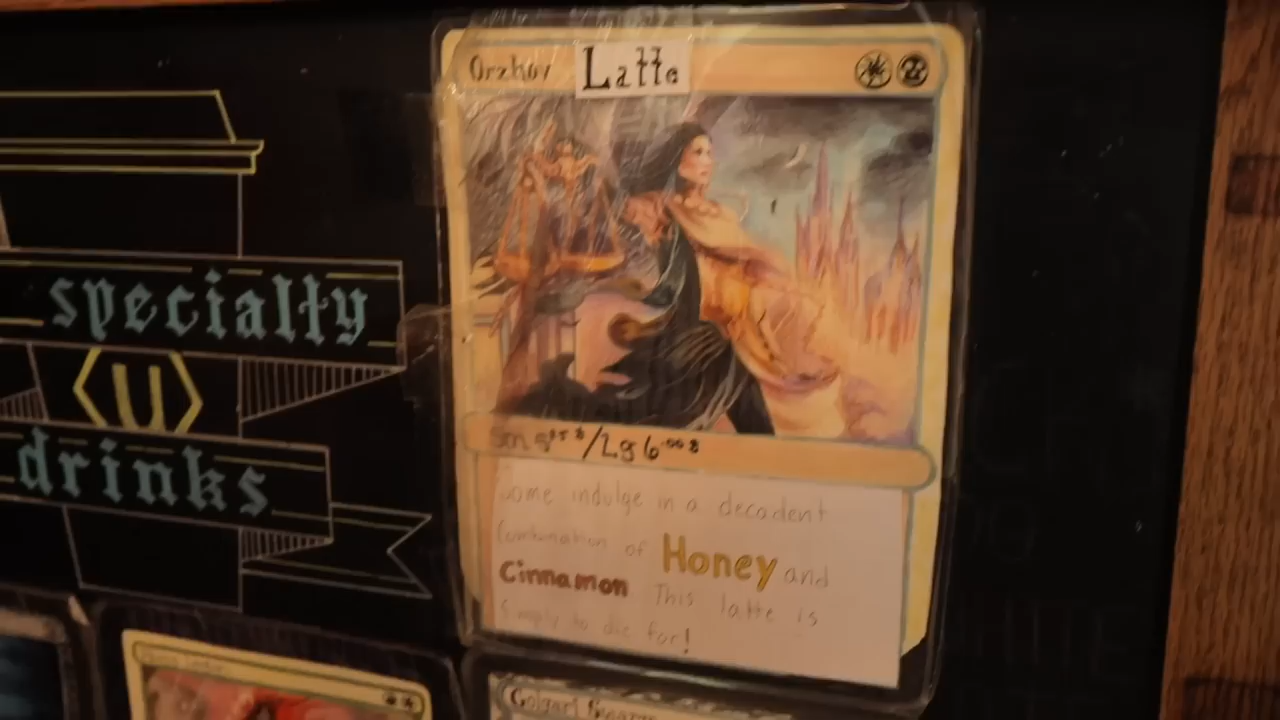 Orzhov Latte
specialty
U
drinks
Some indulge in a decadent
Combination of Honey and
Cinnamon This latte is
Simply to die for!
Golgari